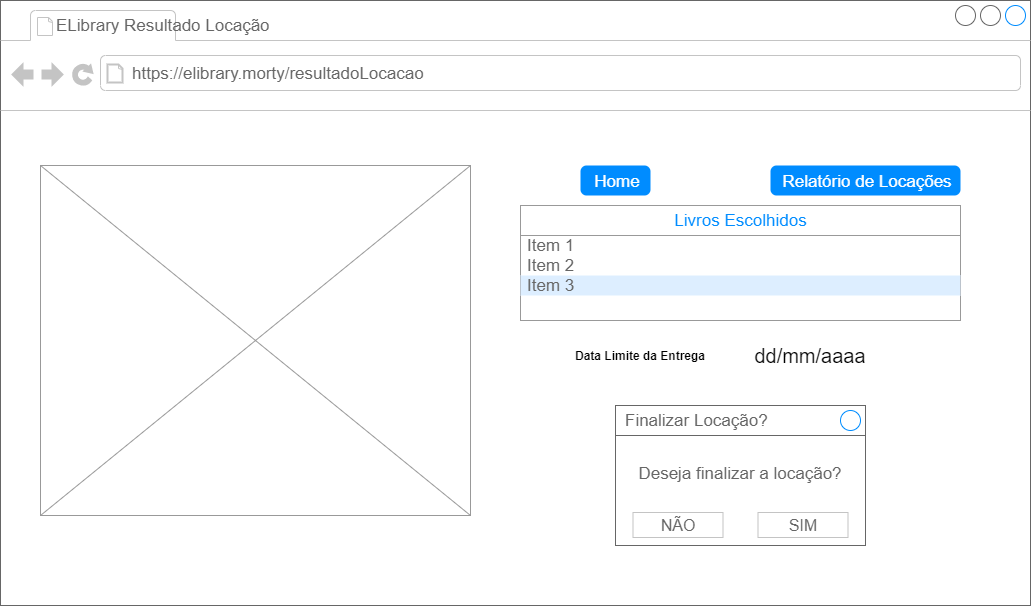 ELibrary Resultado Locação
https://elibrary.morty/resultadoLocacao
Home
Relatório de Locações
Livros Escolhidos
Item 1
Item 2
Item 3
Data Limite da Entrega
dd/mm/aaaa
Finalizar Locação?
Deseja finalizar a locação?
NÃO
SIM